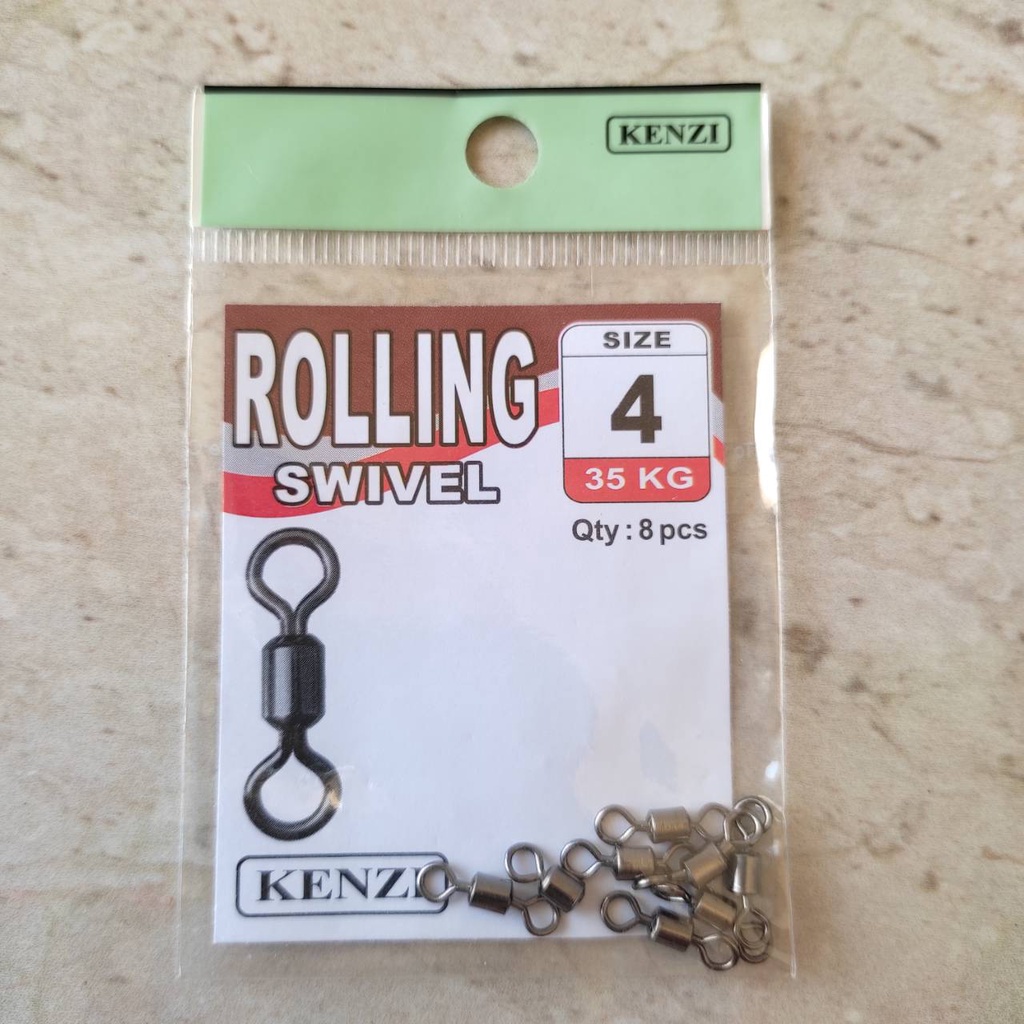 KENZI
ROLLING
SWIVEL
SIZE
4
35 KG
Qty : 8 pcs
KENZI